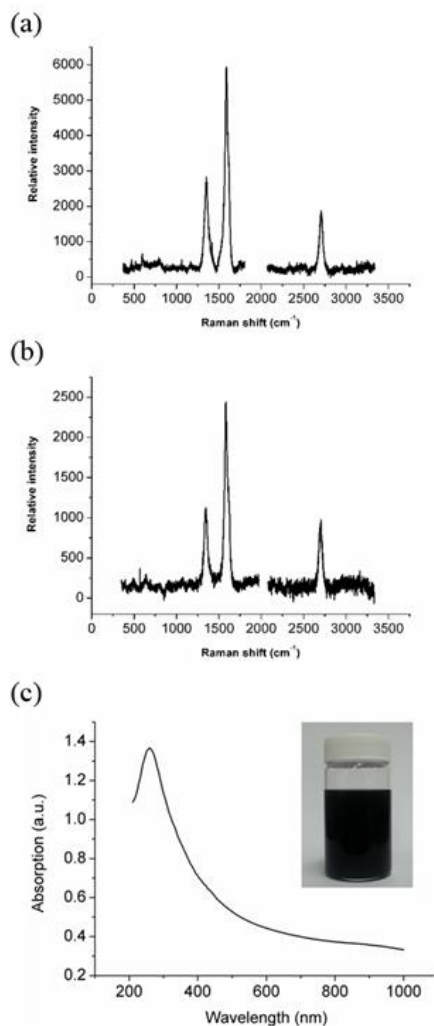 (a)
6000
5000
4000
3000
2000
1000
0
Relative intensity
0 500 1000 1500 2000 2500 3000 3500
Raman shift (cm⁻¹)
(b)
2500
2000
1500
1000
500
0
Relative intensity
0 500 1000 1500 2000 2500 3000 3500
Raman shift (cm⁻¹)
(c)
1.4
1.2
1.0
0.8
0.6
0.4
0.2
Absorption (a.u.)
200 400 600 800 1000
Wavelength (nm)